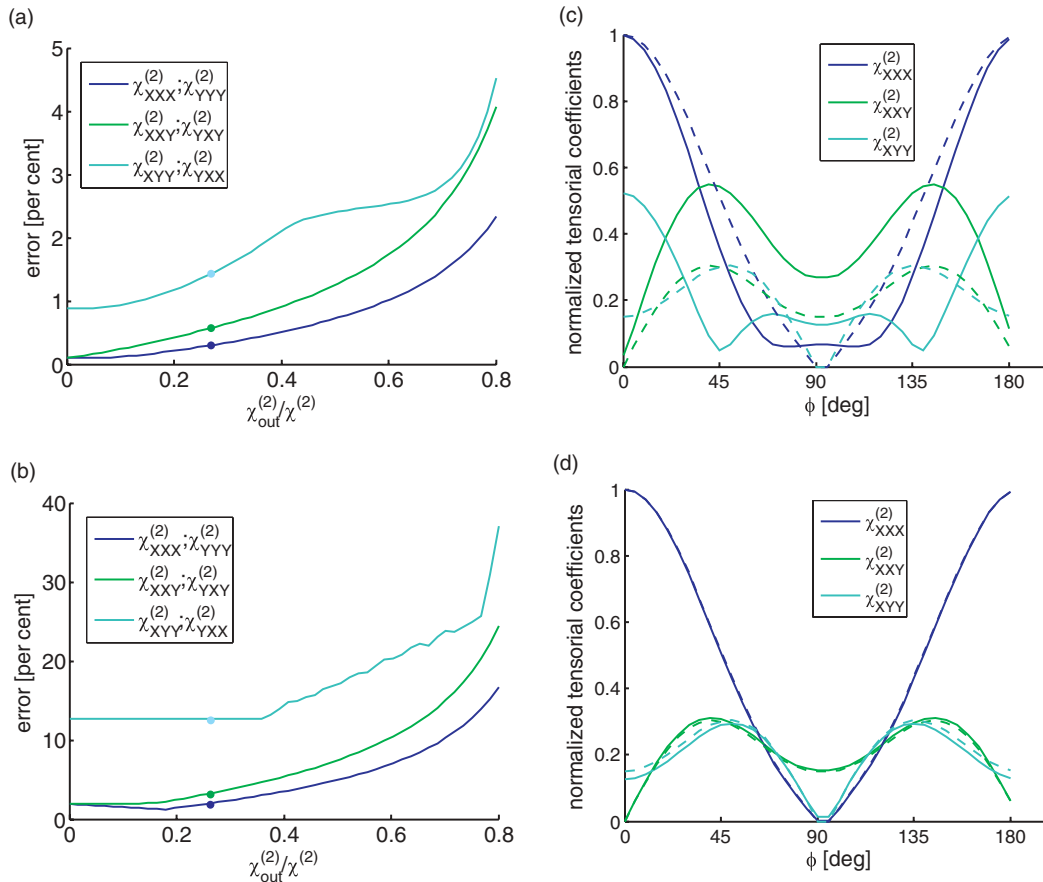 (a)
5
4
3
2
1
0
error [per cent]
χ(2)XXX;χ(2)YYY
χ(2)XXY;χ(2)YXY
χ(2)XYY;χ(2)YXX
0 0.2 0.4 0.6 0.8
χ(2)out/χ(2)
(c)
1
0.8
0.6
0.4
0.2
0
normalized tensorial coefficients
χ(2)XXX
χ(2)XXY
χ(2)XYY
0 45 90 135 180
ϕ [deg]
(b)
40
30
20
10
0
error [per cent]
χ(2)XXX;χ(2)YYY
χ(2)XXY;χ(2)YXY
χ(2)XYY;χ(2)YXX
0 0.2 0.4 0.6 0.8
χ(2)out/χ(2)
(d)
1
0.8
0.6
0.4
0.2
0
normalized tensorial coefficients
χ(2)XXX
χ(2)XXY
χ(2)XYY
0 45 90 135 180
ϕ [deg]